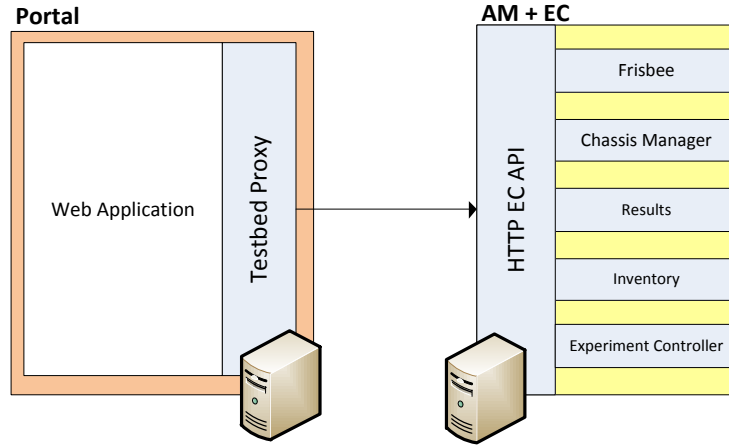 Portal
Web Application
Testbed Proxy
AM + EC
HTTP EC API
Frisbee
Chassis Manager
Results
Inventory
Experiment Controller